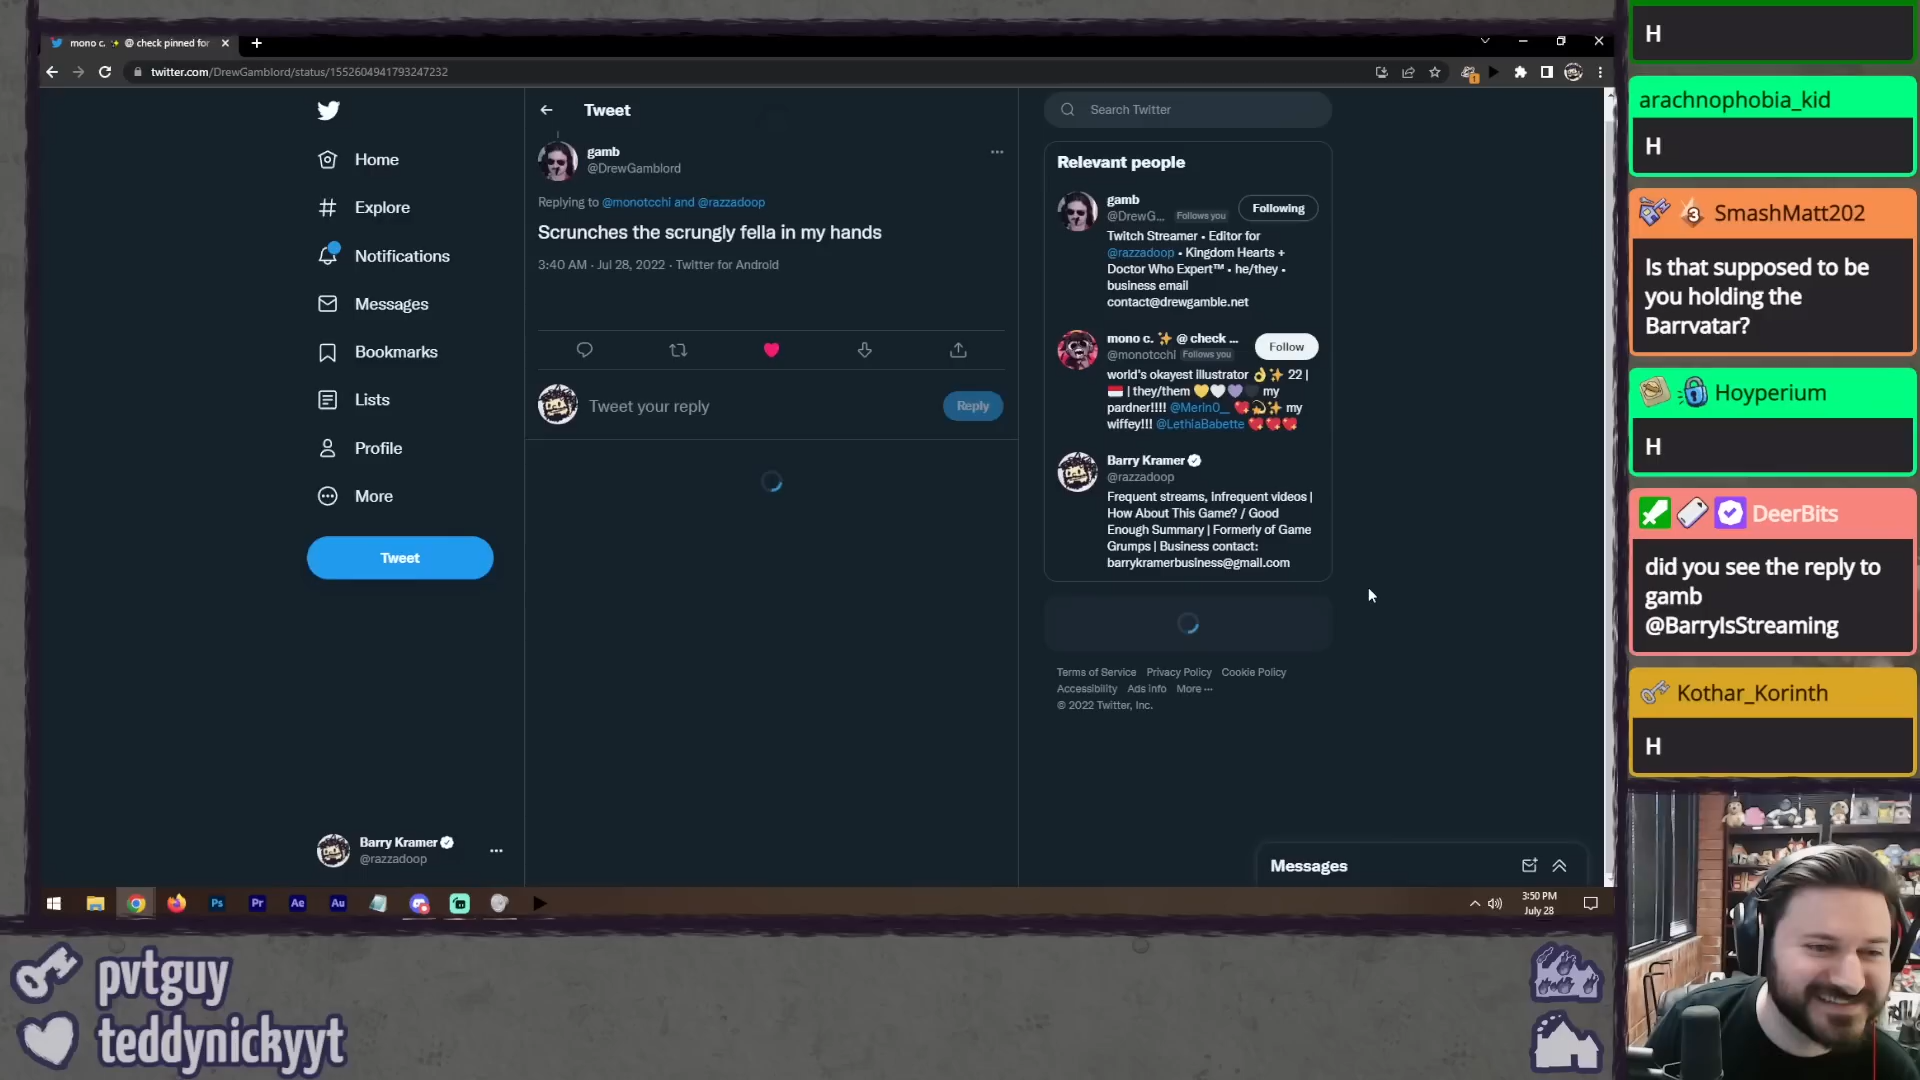 mono c. ✨ @ check pinned for
twitter.com/DrewGamblord/status/1552604941793247232
Home
Explore
Notifications
Messages
Bookmarks
Lists
Profile
More
Tweet
Barry Kramer
@razzadoop
Tweet
gamb
@DrewGamblord
Replying to @monotcchi and @razzadoop
Scrunches the scrungly fella in my hands
3:40 AM · Jul 28, 2022 · Twitter for Android
Tweet your reply
Reply
Search Twitter
Relevant people
gamb
@DrewG... Follows you
Following
Twitch Streamer • Editor for
@razzadoop • Kingdom Hearts +
Doctor Who Expert™ • he/they •
business email
contact@drewgamble.net
mono c. ✨ @ check ...
@monotcchi Follows you
Follow
world's okayest illustrator 👌✨ 22 |
🇮🇩 | they/them 💛🤍💜🖤 my
pardner!!!! @Merln0__ 💖💫✨ my
wiffey!!! @LethiaBabette 💖💖💖
Barry Kramer
@razzadoop
Frequent streams, infrequent videos |
How About This Game? / Good
Enough Summary | Formerly of Game
Grumps | Business contact:
barrykramerbusiness@gmail.com
Terms of Service Privacy Policy Cookie Policy
Accessibility Ads info More ···
© 2022 Twitter, Inc.
Messages
Ps
Pr
Ae
Au
3:50 PM
July 28
H
arachnophobia_kid
H
3 SmashMatt202
Is that supposed to be
you holding the
Barrvatar?
Hoyperium
H
DeerBits
did you see the reply to
gamb
@BarryIsStreaming
Kothar_Korinth
H
pvtguy
teddynickyyt